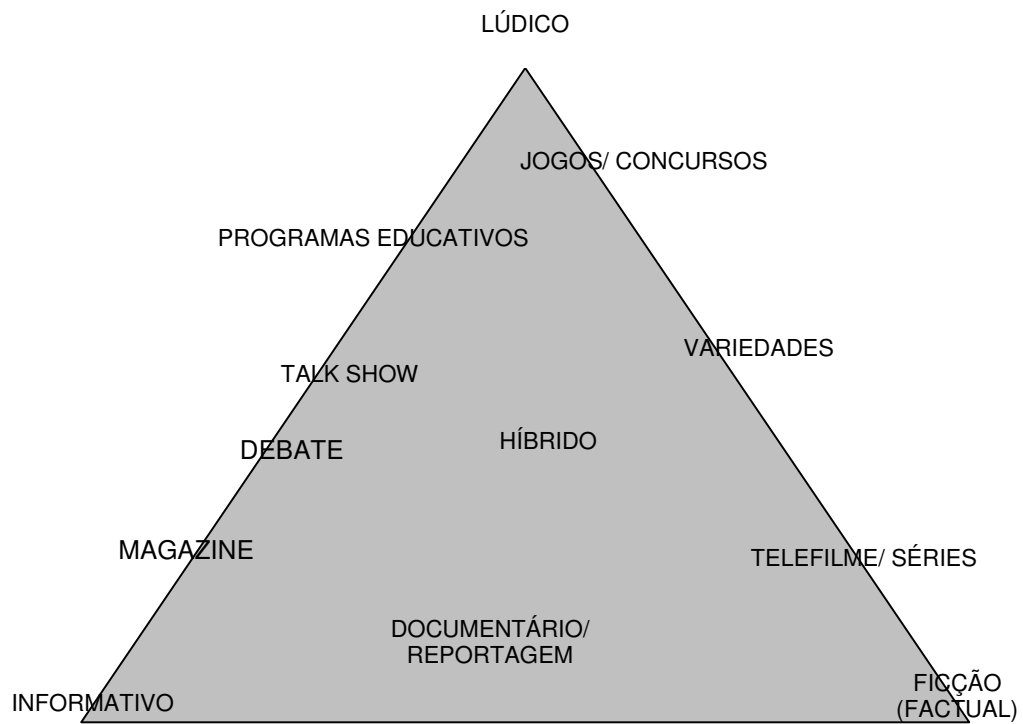 LÚDICO
JOGOS/ CONCURSOS
PROGRAMAS EDUCATIVOS
VARIEDADES
TALK SHOW
HÍBRIDO
DEBATE
MAGAZINE
TELEFILME/ SÉRIES
DOCUMENTÁRIO/
REPORTAGEM
INFORMATIVO
FICÇÃO
(FACTUAL)